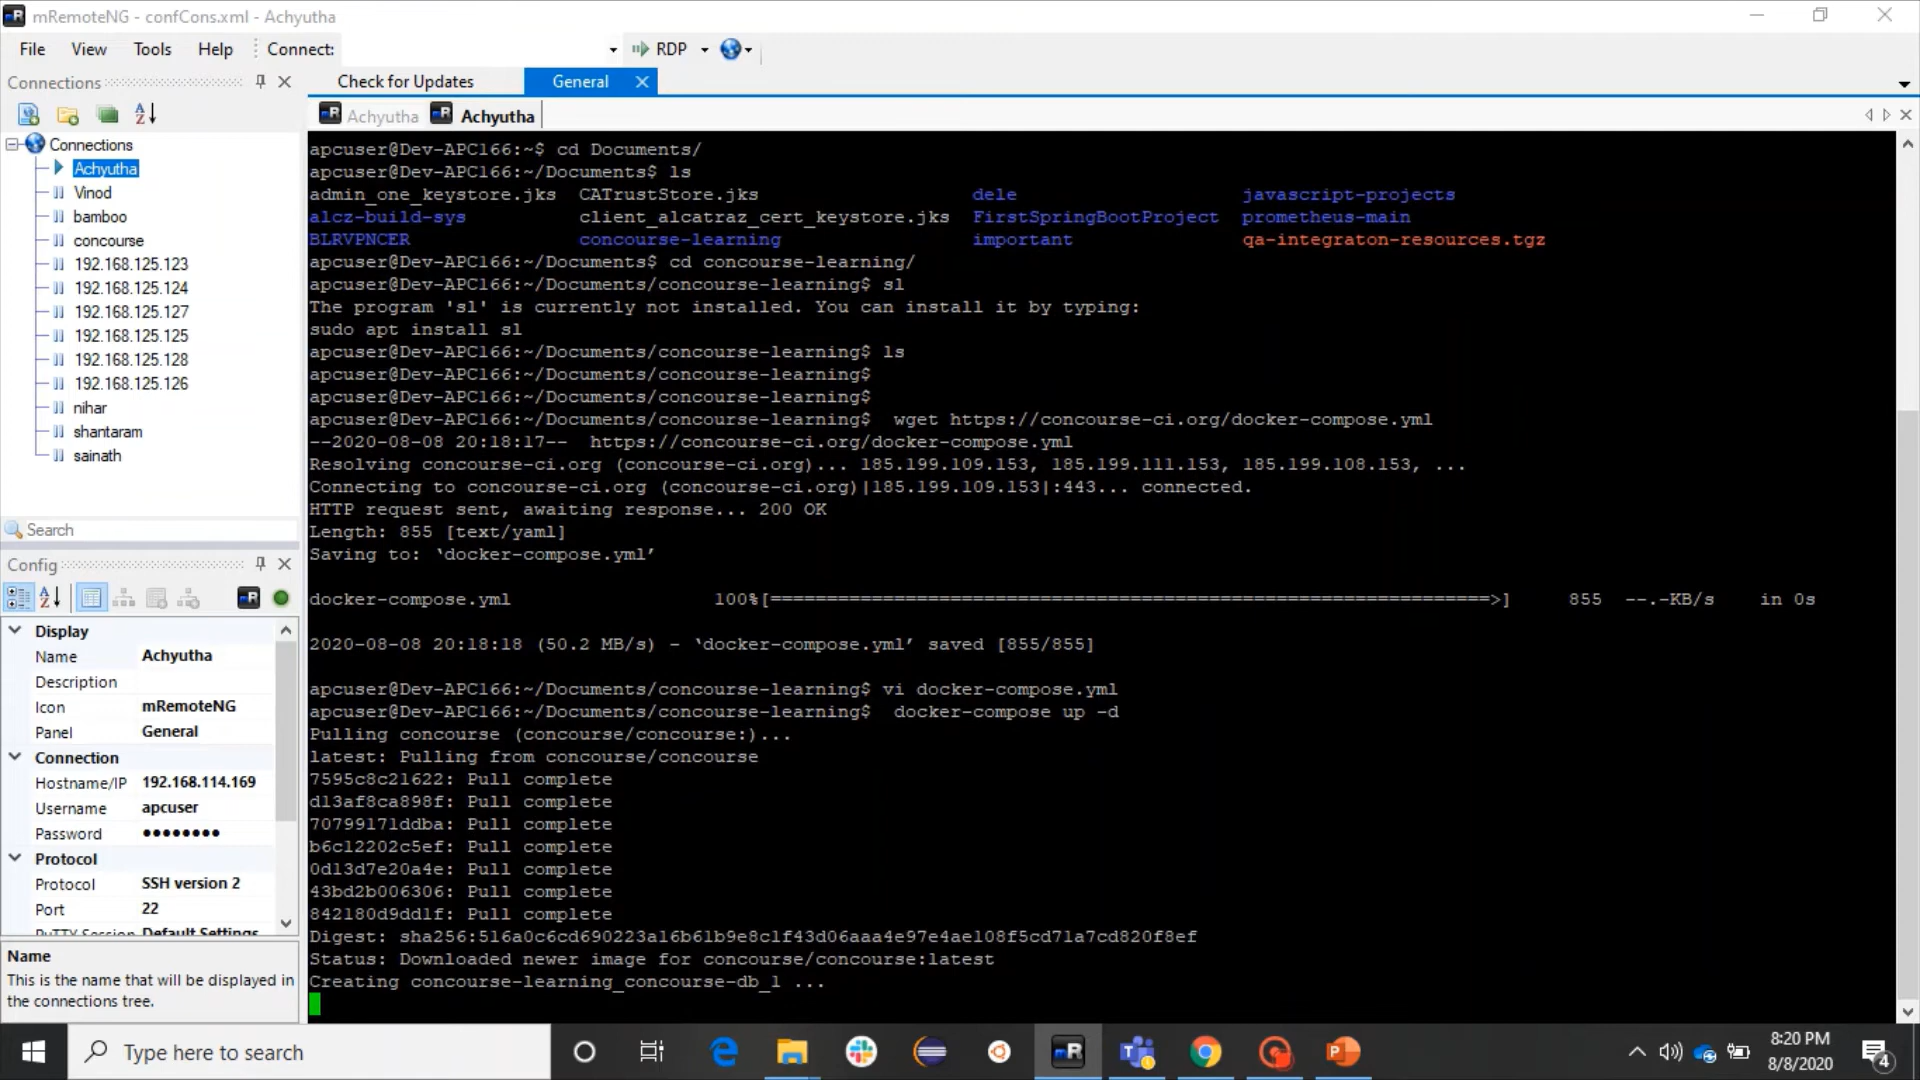 mRemoteNG - confCons.xml - Achyutha
File View Tools Help Connect: RDP
Connections
Check for Updates General
Achyutha Achyutha
Connections
Achyutha
Vinod
bamboo
concourse
192.168.125.123
192.168.125.124
192.168.125.127
192.168.125.125
192.168.125.128
192.168.125.126
nihar
shantaram
sainath
Search
Config
Display
Name Achyutha
Description
Icon mRemoteNG
Panel General
Connection
Hostname/IP 192.168.114.169
Username apcuser
Password ●●●●●●●●
Protocol
Protocol SSH version 2
Port 22
PuTTY Session Default Settings
Name
This is the name that will be displayed in
the connections tree.
apcuser@Dev-APC166:~$ cd Documents/
apcuser@Dev-APC166:~/Documents$ ls
admin_one_keystore.jks CATrustStore.jks dele javascript-projects
alcz-build-sys client_alcatraz_cert_keystore.jks FirstSpringBootProject prometheus-main
BLRVPNCER concourse-learning important qa-integraton-resources.tgz
apcuser@Dev-APC166:~/Documents$ cd concourse-learning/
apcuser@Dev-APC166:~/Documents/concourse-learning$ sl
The program 'sl' is currently not installed. You can install it by typing:
sudo apt install sl
apcuser@Dev-APC166:~/Documents/concourse-learning$ ls
apcuser@Dev-APC166:~/Documents/concourse-learning$
apcuser@Dev-APC166:~/Documents/concourse-learning$
apcuser@Dev-APC166:~/Documents/concourse-learning$ wget https://concourse-ci.org/docker-compose.yml
--2020-08-08 20:18:17-- https://concourse-ci.org/docker-compose.yml
Resolving concourse-ci.org (concourse-ci.org)... 185.199.109.153, 185.199.111.153, 185.199.108.153, ...
Connecting to concourse-ci.org (concourse-ci.org)|185.199.109.153|:443... connected.
HTTP request sent, awaiting response... 200 OK
Length: 855 [text/yaml]
Saving to: ‘docker-compose.yml’
docker-compose.yml 100%[================================================================>] 855 --.-KB/s in 0s
2020-08-08 20:18:18 (50.2 MB/s) - ‘docker-compose.yml’ saved [855/855]
apcuser@Dev-APC166:~/Documents/concourse-learning$ vi docker-compose.yml
apcuser@Dev-APC166:~/Documents/concourse-learning$ docker-compose up -d
Pulling concourse (concourse/concourse:)...
latest: Pulling from concourse/concourse
7595c8c21622: Pull complete
d13af8ca898f: Pull complete
70799171ddba: Pull complete
b6c12202c5ef: Pull complete
0d13d7e20a4e: Pull complete
43bd2b006306: Pull complete
842180d9dd1f: Pull complete
Digest: sha256:516a0c6cd690223a16b61b9e8c1f43d06aaa4e97e4ae108f5cd71a7cd820f8ef
Status: Downloaded newer image for concourse/concourse:latest
Creating concourse-learning_concourse-db_1 ...
Type here to search
8:20 PM
8/8/2020
4